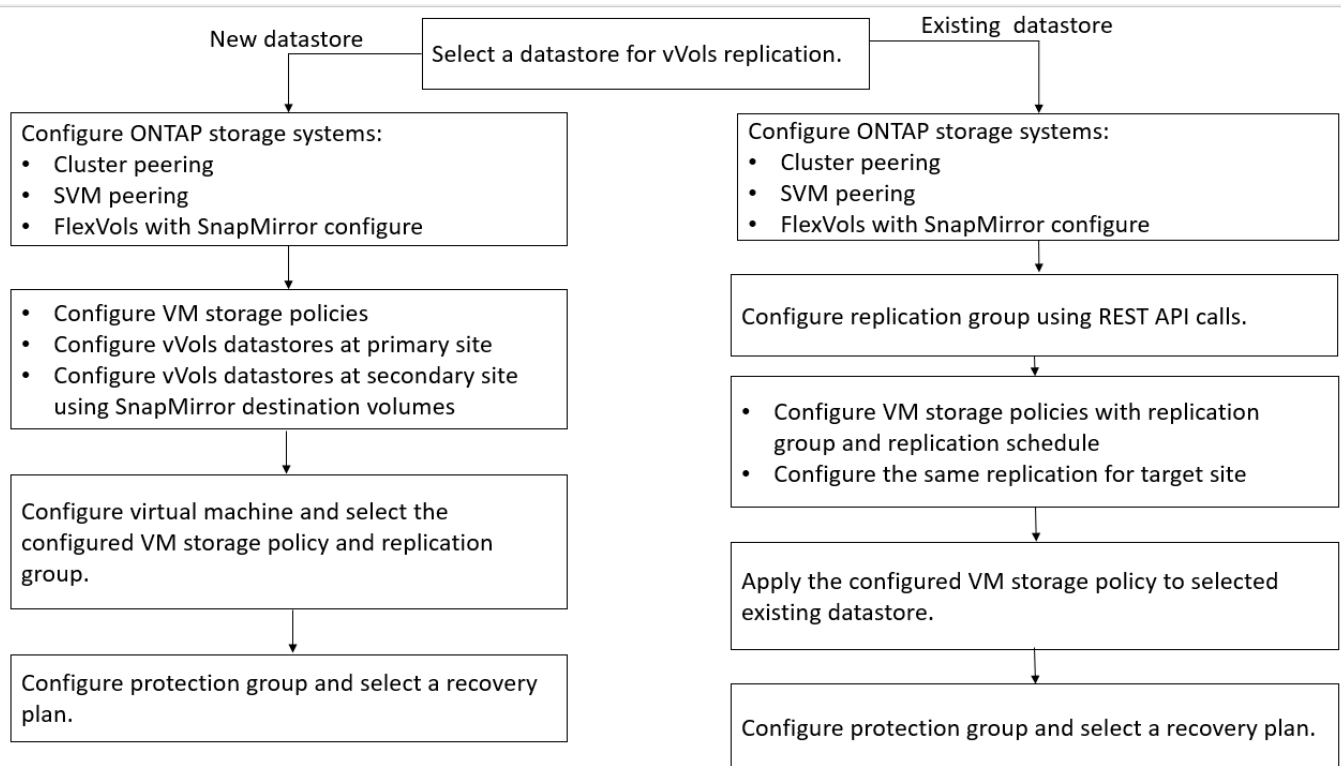 New datastore
Select a datastore for vVols replication.
Existing datastore
Configure ONTAP storage systems:
• Cluster peering
• SVM peering
• FlexVols with SnapMirror configure
• Configure VM storage policies
• Configure vVols datastores at primary site
• Configure vVols datastores at secondary site
using SnapMirror destination volumes
Configure virtual machine and select the
configured VM storage policy and replication
group.
Configure protection group and select a recovery
plan.
Configure ONTAP storage systems:
• Cluster peering
• SVM peering
• FlexVols with SnapMirror configure
Configure replication group using REST API calls.
• Configure VM storage policies with replication
group and replication schedule
• Configure the same replication for target site
Apply the configured VM storage policy to selected
existing datastore.
Configure protection group and select a recovery plan.